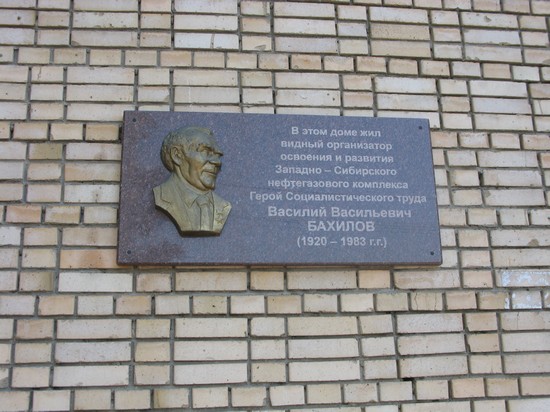 В этом доме жил
видный организатор
освоения и развития
Западно – Сибирского
нефтегазового комплекса
Герой Социалистического труда
Василий Васильевич
БАХИЛОВ
(1920 – 1983 г.г.)